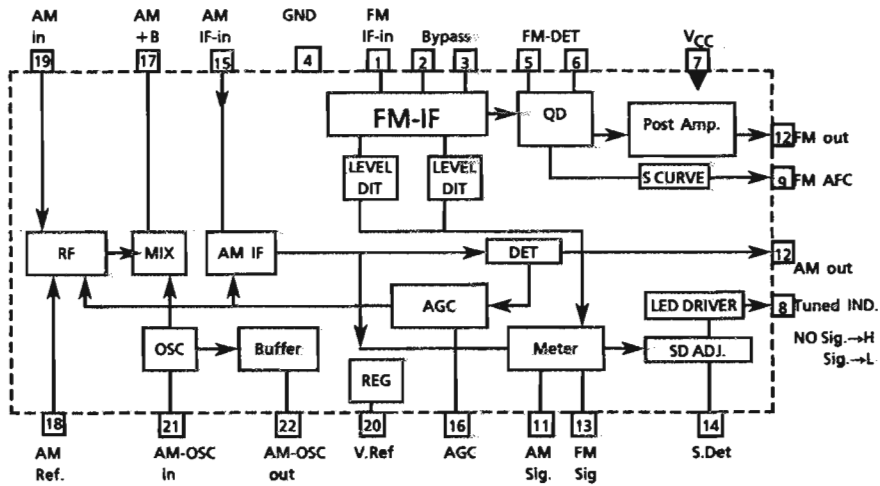 AM in
AM +B
AM IF-in
GND
FM IF-in
Bypass
FM-DET
VCC
19
17
15
4
1
2
3
5
6
7
FM-IF
QD
Post Amp.
12 FM out
LEVEL DIT
LEVEL DIT
S CURVE
9 FM AFC
RF
MIX
AM IF
DET
12
AM out
AGC
LED DRIVER
8 Tuned IND.
OSC
Buffer
Meter
SD ADJ.
NO Sig.→H
Sig.→L
REG
18
21
22
20
16
11
13
14
AM Ref.
AM-OSC in
AM-OSC out
V.Ref
AGC
AM Sig.
FM Sig
S.Det